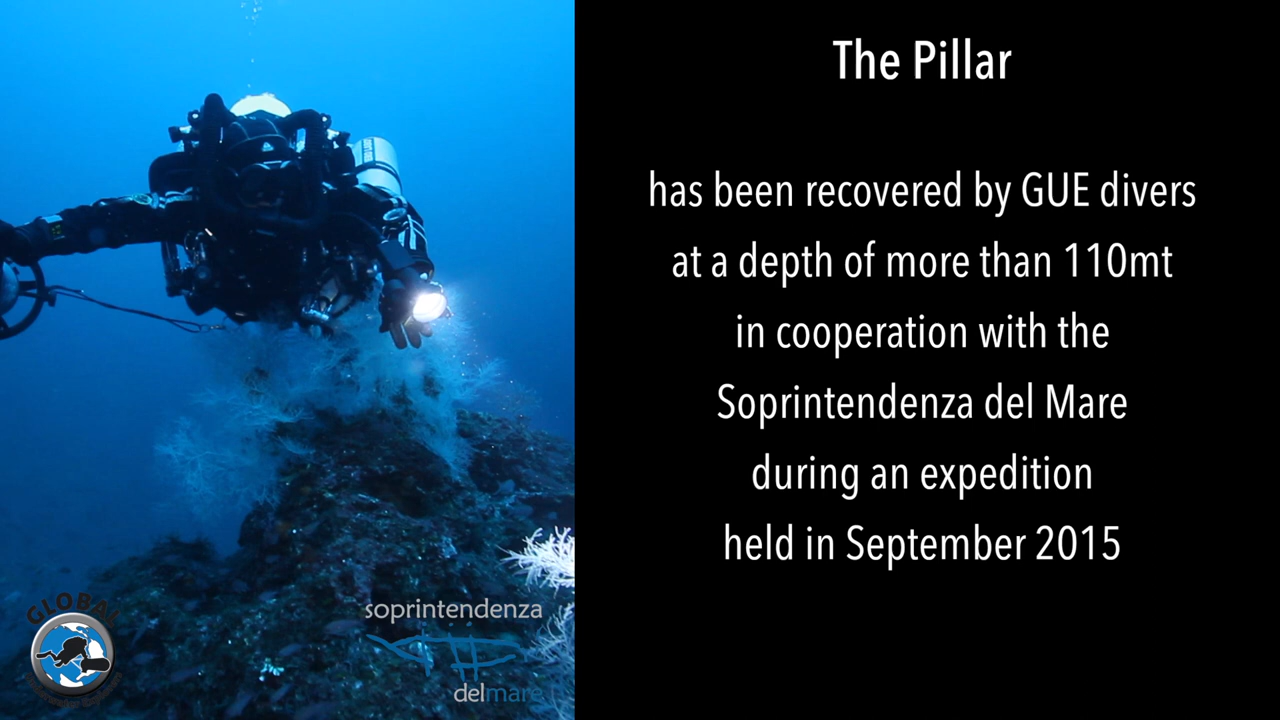 The Pillar
has been recovered by GUE divers
at a depth of more than 110mt
in cooperation with the
Soprintendenza del Mare
during an expedition
held in September 2015
GLOBAL
soprintendenza
delmare